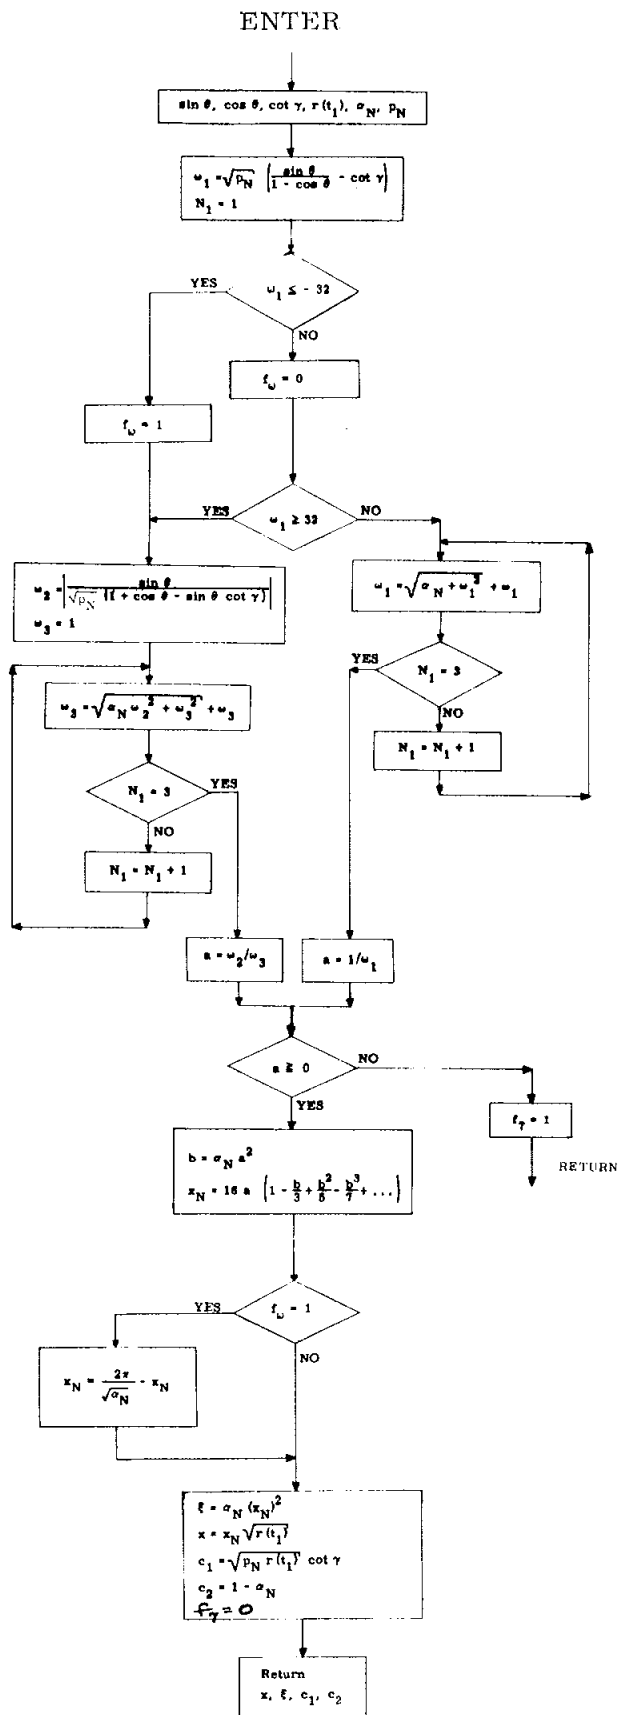 ENTER
sin θ, cos θ, cot γ, r(t₁), α_N, p_N
ω₁ = √p_N (sin θ / (1 - cos θ) - cot γ)
N₁ = 1
ω₁ ≤ - 32
YES
NO
f_ω = 0
f_ω = 1
ω₁ ≥ 32
YES
NO
ω₂ = |sin θ / (√p_N (1 + cos θ - sin θ cot γ))|
ω₃ = 1
ω₁ = √(α_N + ω₁²) + ω₁
N₁ = 3
YES
NO
N₁ = N₁ + 1
ω₃ = √(α_N ω₂² + ω₃²) + ω₃
N₁ = 3
YES
NO
N₁ = N₁ + 1
a = ω₂/ω₃
a = 1/ω₁
a ≧ 0
NO
YES
f₇ = 1
RETURN
b = α_N a²
x_N = 16 a (1 - b/3 + b²/5 - b³/7 + ...)
f_ω = 1
YES
NO
x_N = 2π/√α_N - x_N
ξ = α_N (x_N)²
x = x_N √r(t₁)
c₁ = √(p_N r(t₁)) cot γ
c₂ = 1 - α_N
f₇ = 0
Return
x, ξ, c₁, c₂